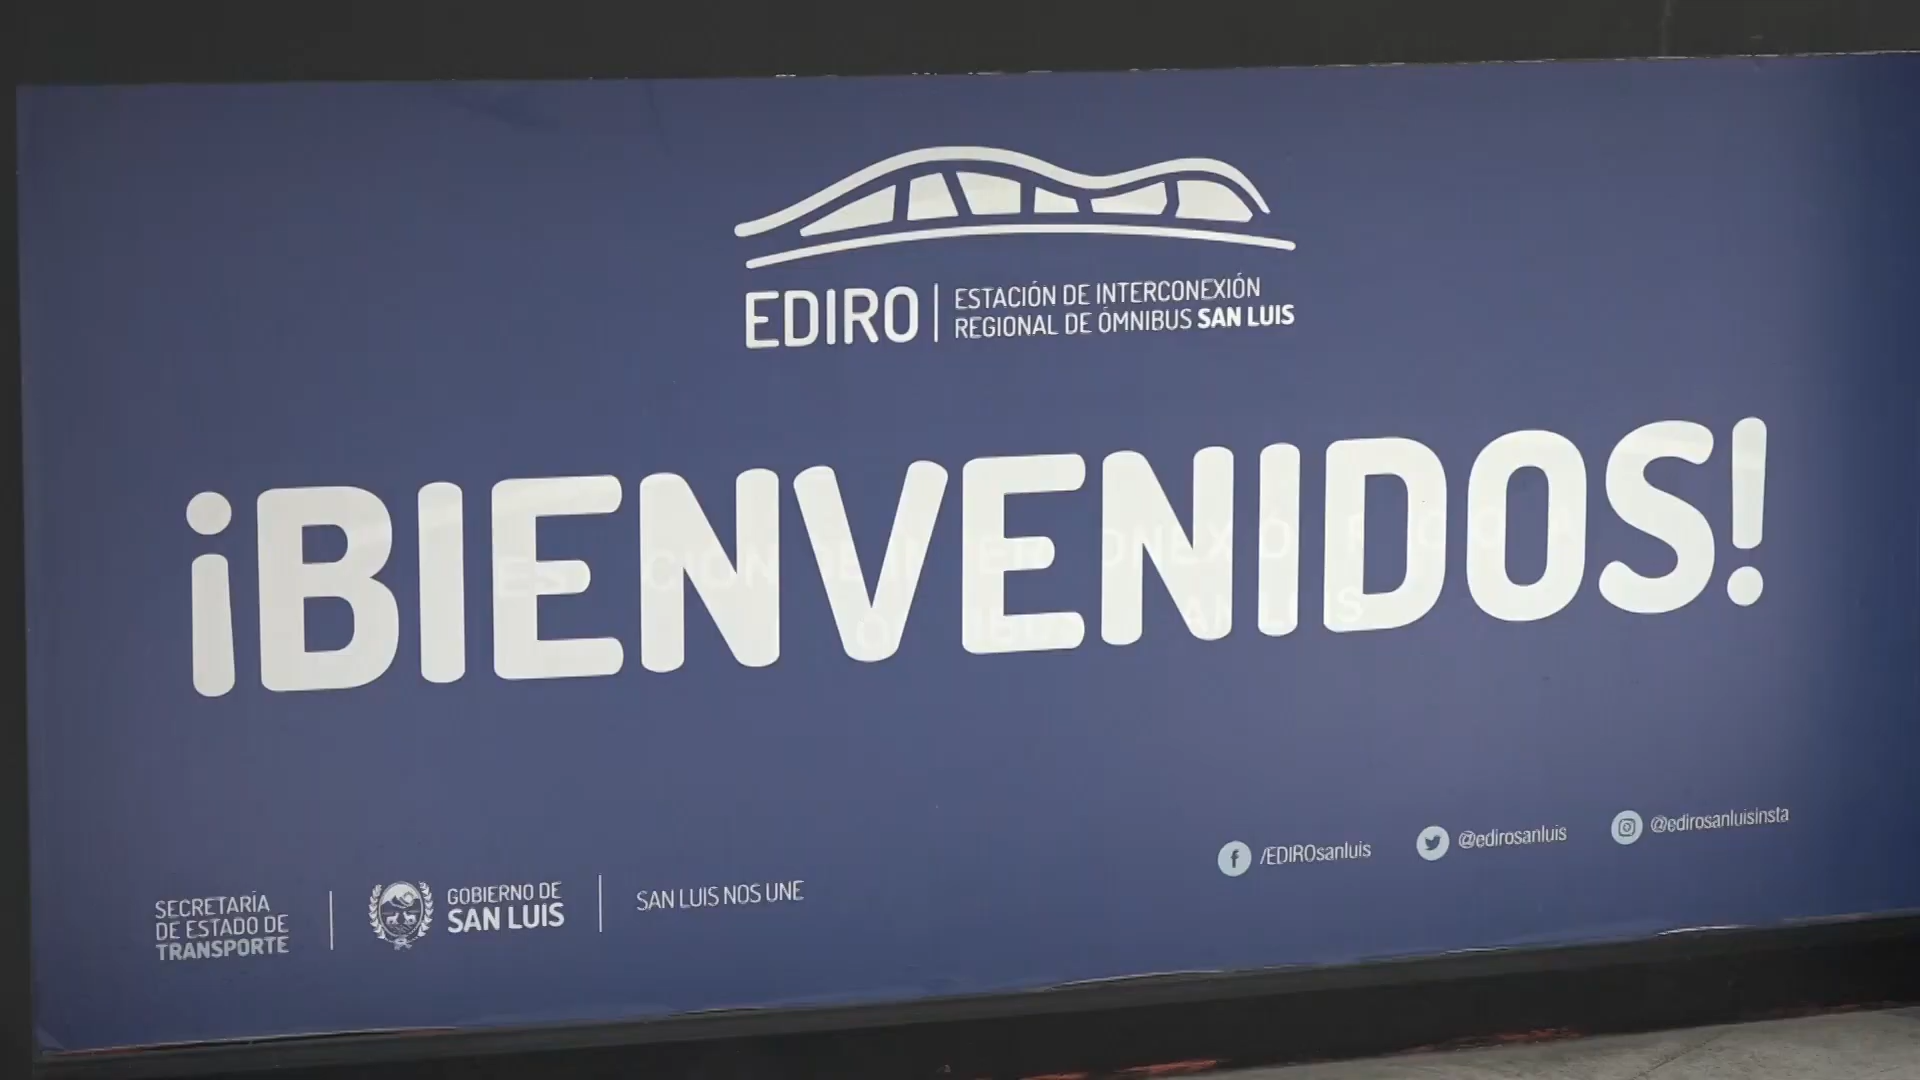 EDIRO
ESTACIÓN DE INTERCONEXIÓN
REGIONAL DE ÓMNIBUS SAN LUIS
¡BIENVENIDOS!
/EDIROsanluis
@edirosanluis
@edirosanluisinsta
SECRETARÍA
DE ESTADO DE
TRANSPORTE
GOBIERNO DE
SAN LUIS
SAN LUIS NOS UNE